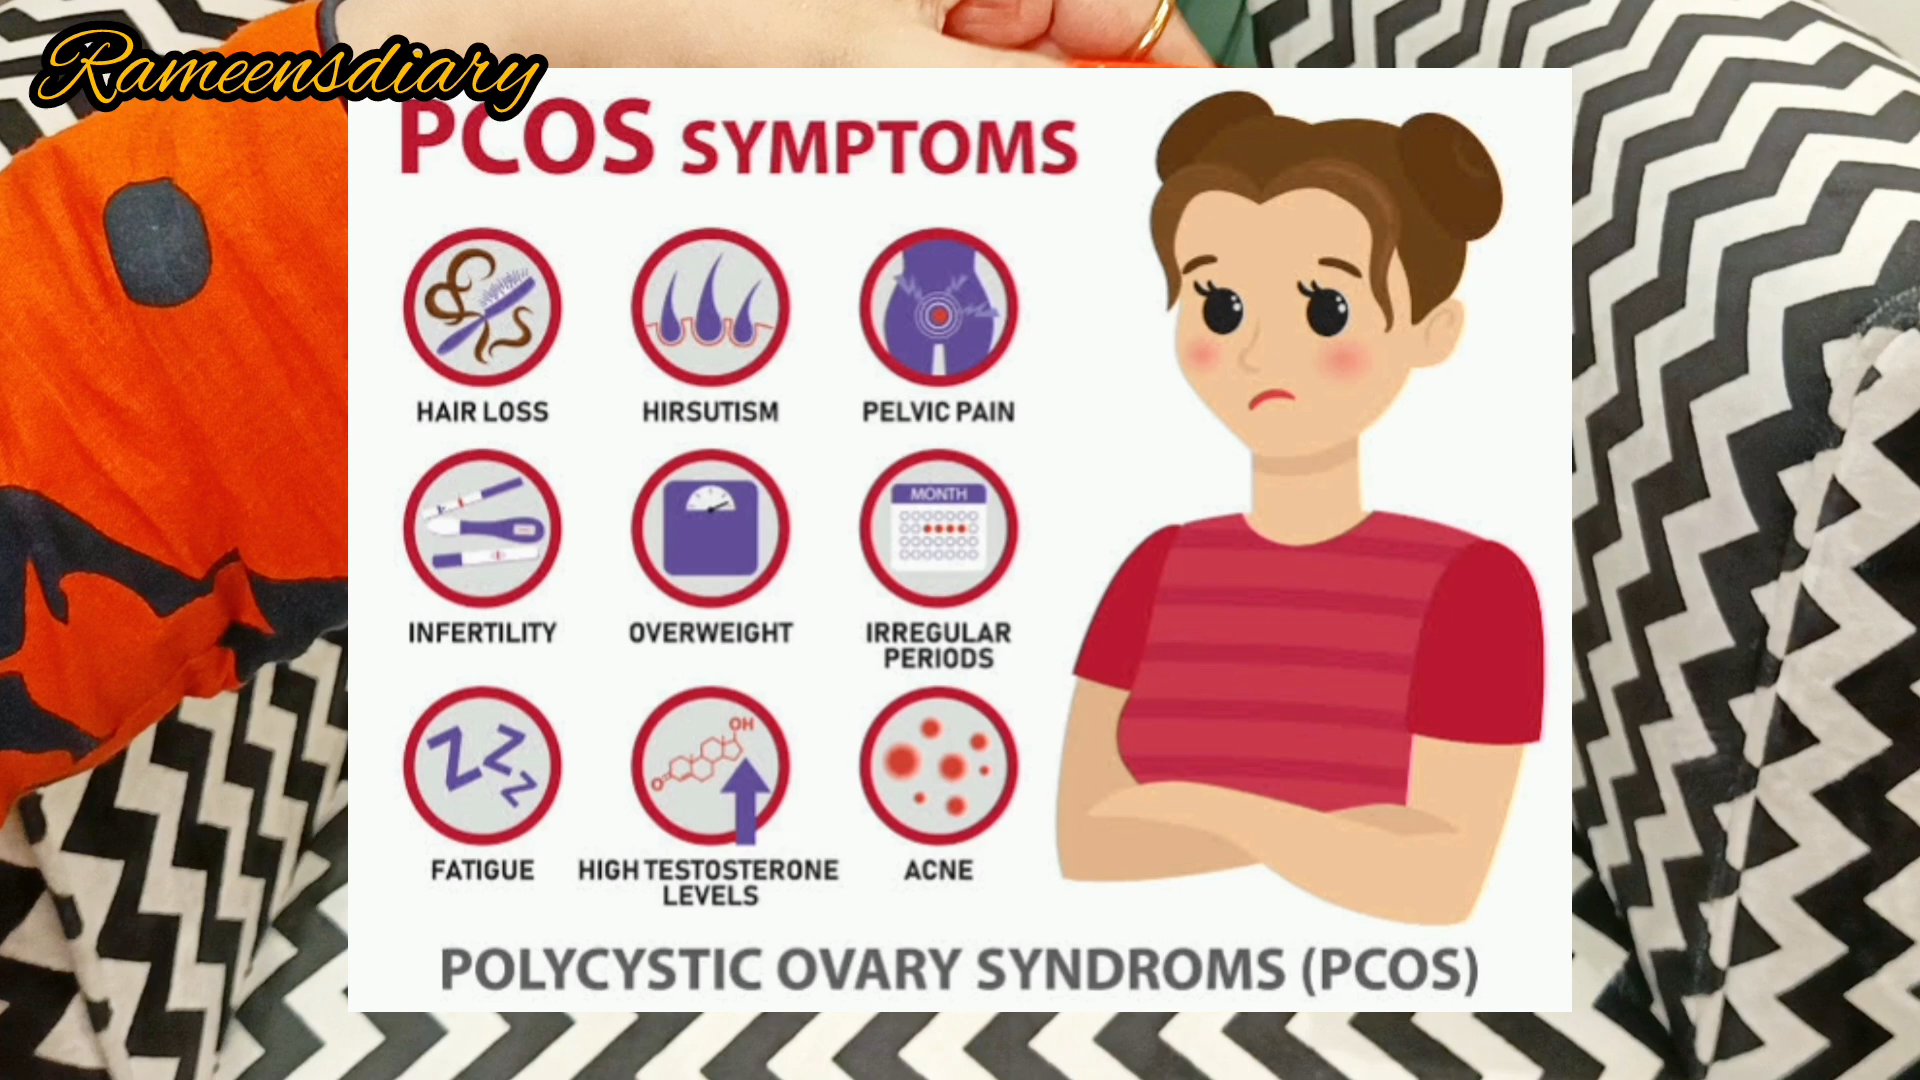 Rameensdiary
PCOS SYMPTOMS
HAIR LOSS
HIRSUTISM
PELVIC PAIN
MONTH
INFERTILITY
OVERWEIGHT
IRREGULAR
PERIODS
OH
O
FATIGUE
HIGH TESTOSTERONE
LEVELS
ACNE
POLYCYSTIC OVARY SYNDROMS (PCOS)